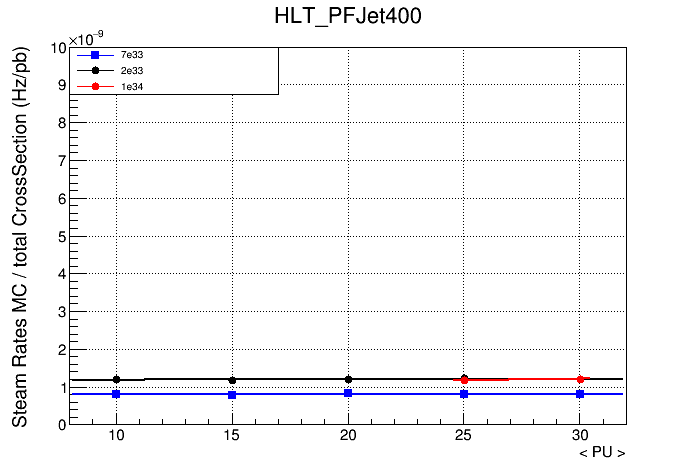 HLT_PFJet400
×10⁻⁹
Steam Rates MC / total CrossSection (Hz/pb)
7e33
2e33
1e34
10
9
8
7
6
5
4
3
2
1
0
10 15 20 25 30
< PU >